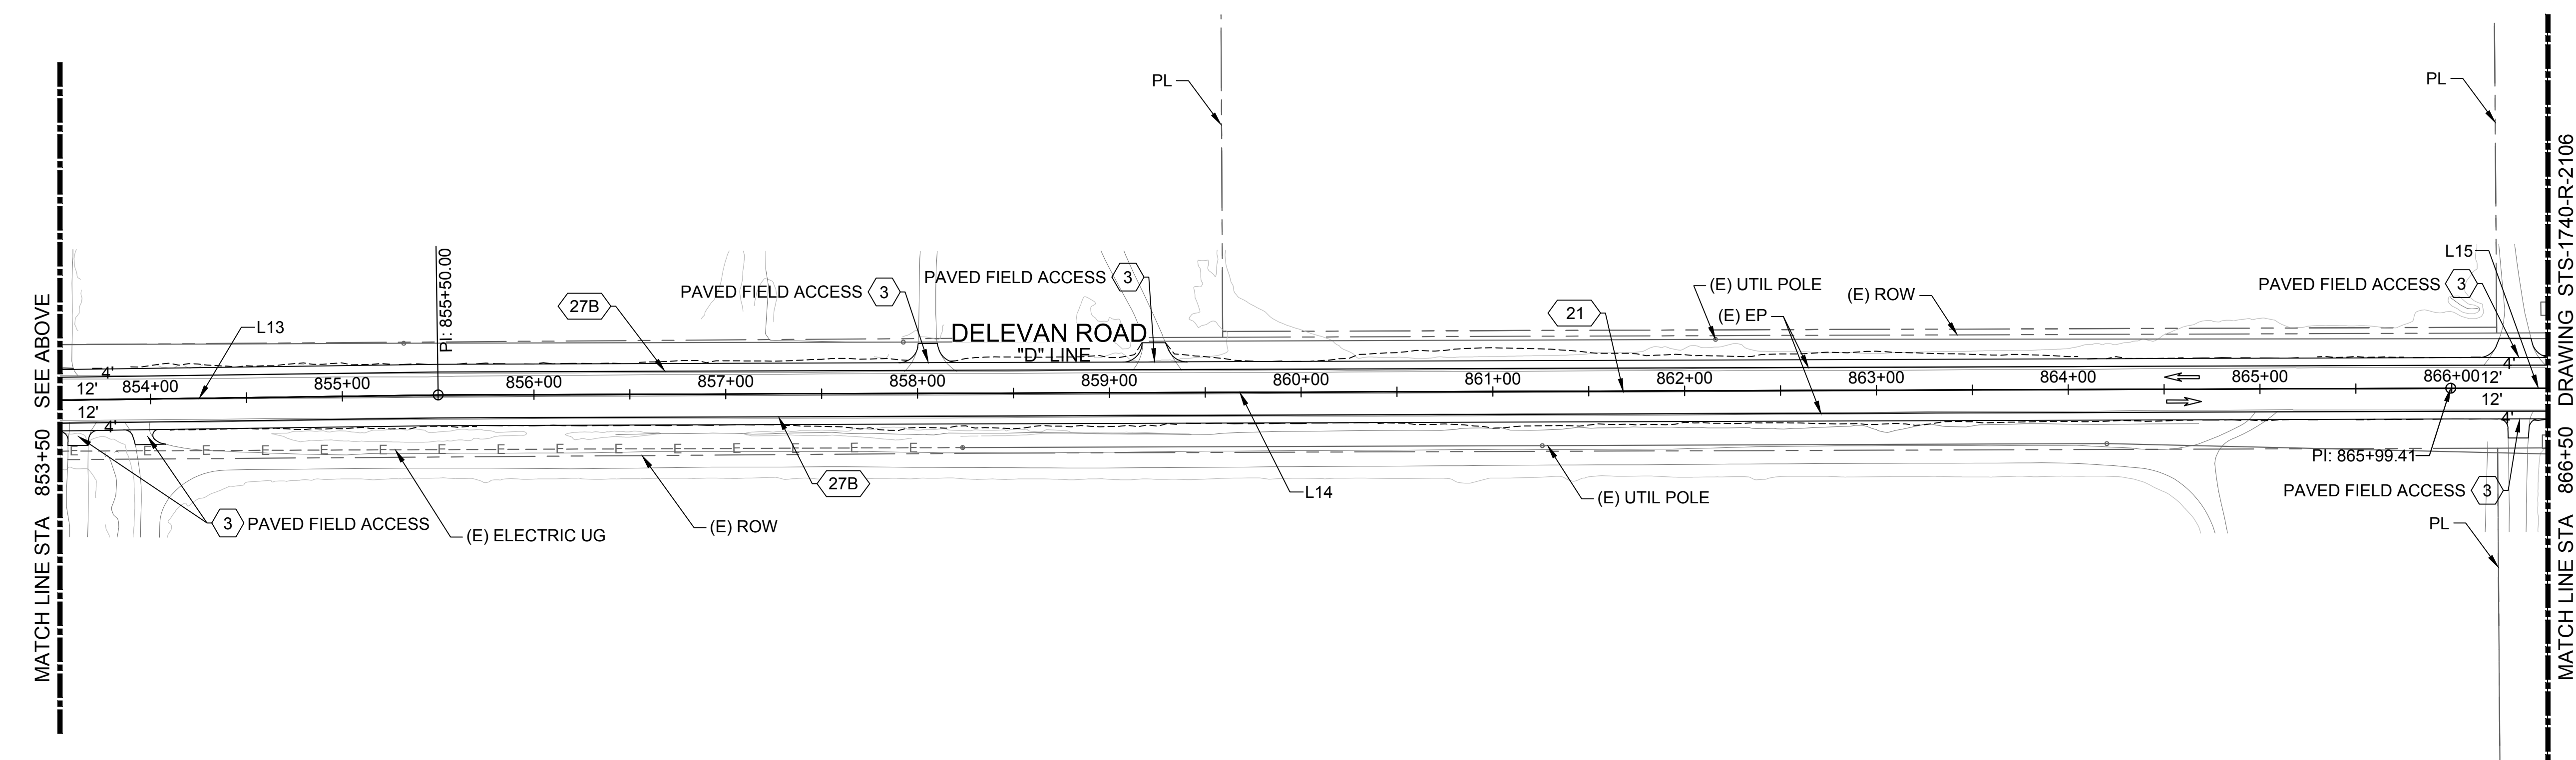 PL
PL
MATCH LINE STA 853+50 SEE ABOVE
MATCH LINE STA 866+50 DRAWING STS-1740-R-2106
PI: 855+50.00
L13
27B
PAVED FIELD ACCESS 3
PAVED FIELD ACCESS 3
DELEVAN ROAD
"D" LINE
21
(E) UTIL POLE
(E) EP
(E) ROW
L15
PAVED FIELD ACCESS 3
4'
4'
12' 854+00 855+00 856+00 857+00 858+00 859+00 860+00 861+00 862+00 863+00 864+00 865+00 866+00 12'
12'
12'
4'
4'
E E E E E E E E E E E E E E E
PI: 865+99.41
27B
L14
(E) UTIL POLE
PAVED FIELD ACCESS 3
3 PAVED FIELD ACCESS
(E) ELECTRIC UG
(E) ROW
PL